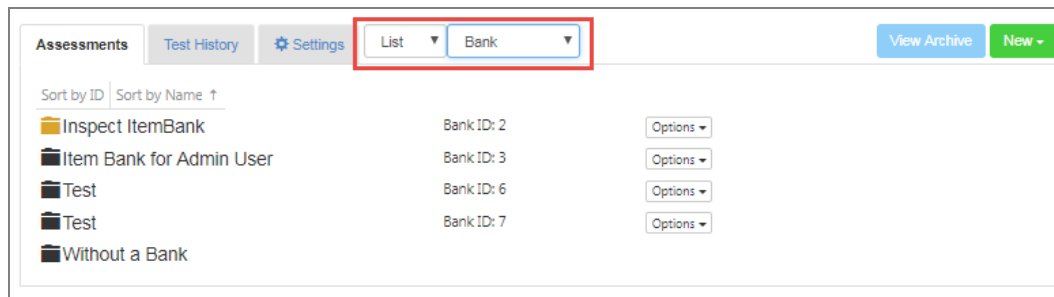 Assessments Test History Settings List Bank View Archive New
Sort by ID Sort by Name ↑
Inspect ItemBank Bank ID: 2 Options
Item Bank for Admin User Bank ID: 3 Options
Test Bank ID: 6 Options
Test Bank ID: 7 Options
Without a Bank